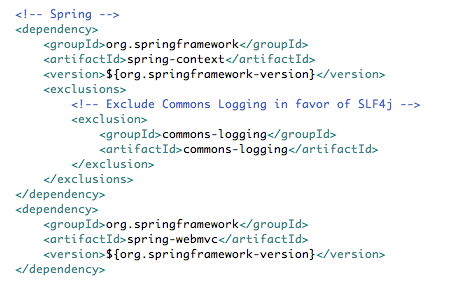 <!-- Spring -->
<dependency>
    <groupId>org.springframework</groupId>
    <artifactId>spring-context</artifactId>
    <version>${org.springframework-version}</version>
    <exclusions>
        <!-- Exclude Commons Logging in favor of SLF4j -->
        <exclusion>
            <groupId>commons-logging</groupId>
            <artifactId>commons-logging</artifactId>
        </exclusion>
    </exclusions>
</dependency>
<dependency>
    <groupId>org.springframework</groupId>
    <artifactId>spring-webmvc</artifactId>
    <version>${org.springframework-version}</version>
</dependency>